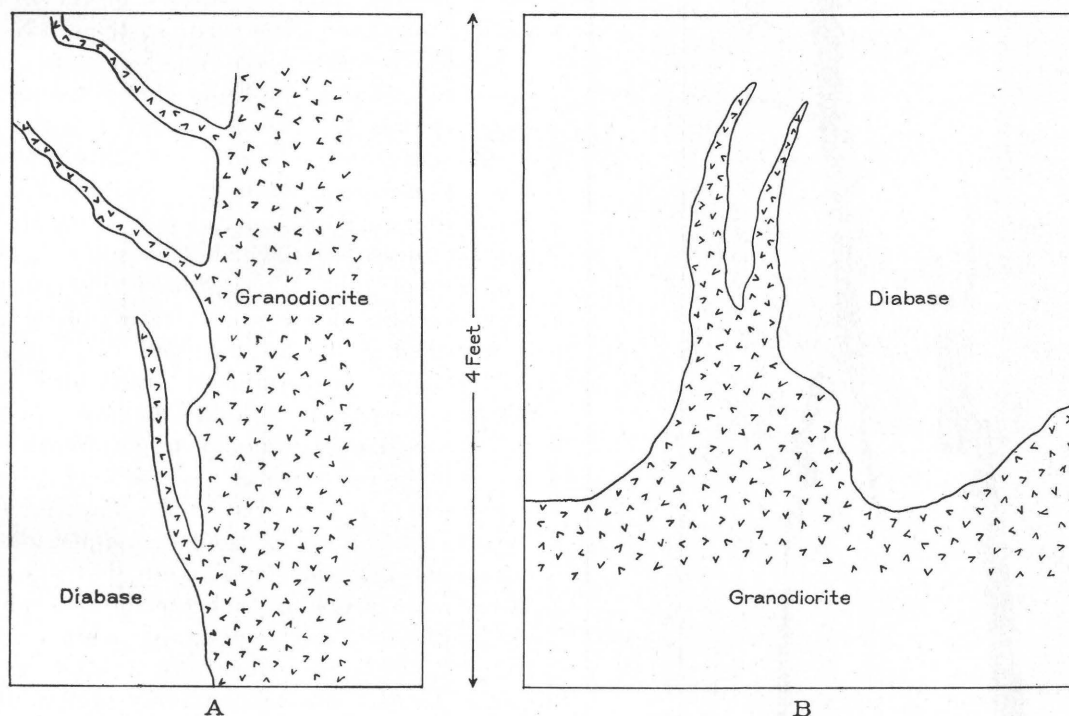 Granodiorite
Diabase
A
4 Feet
Diabase
Granodiorite
B